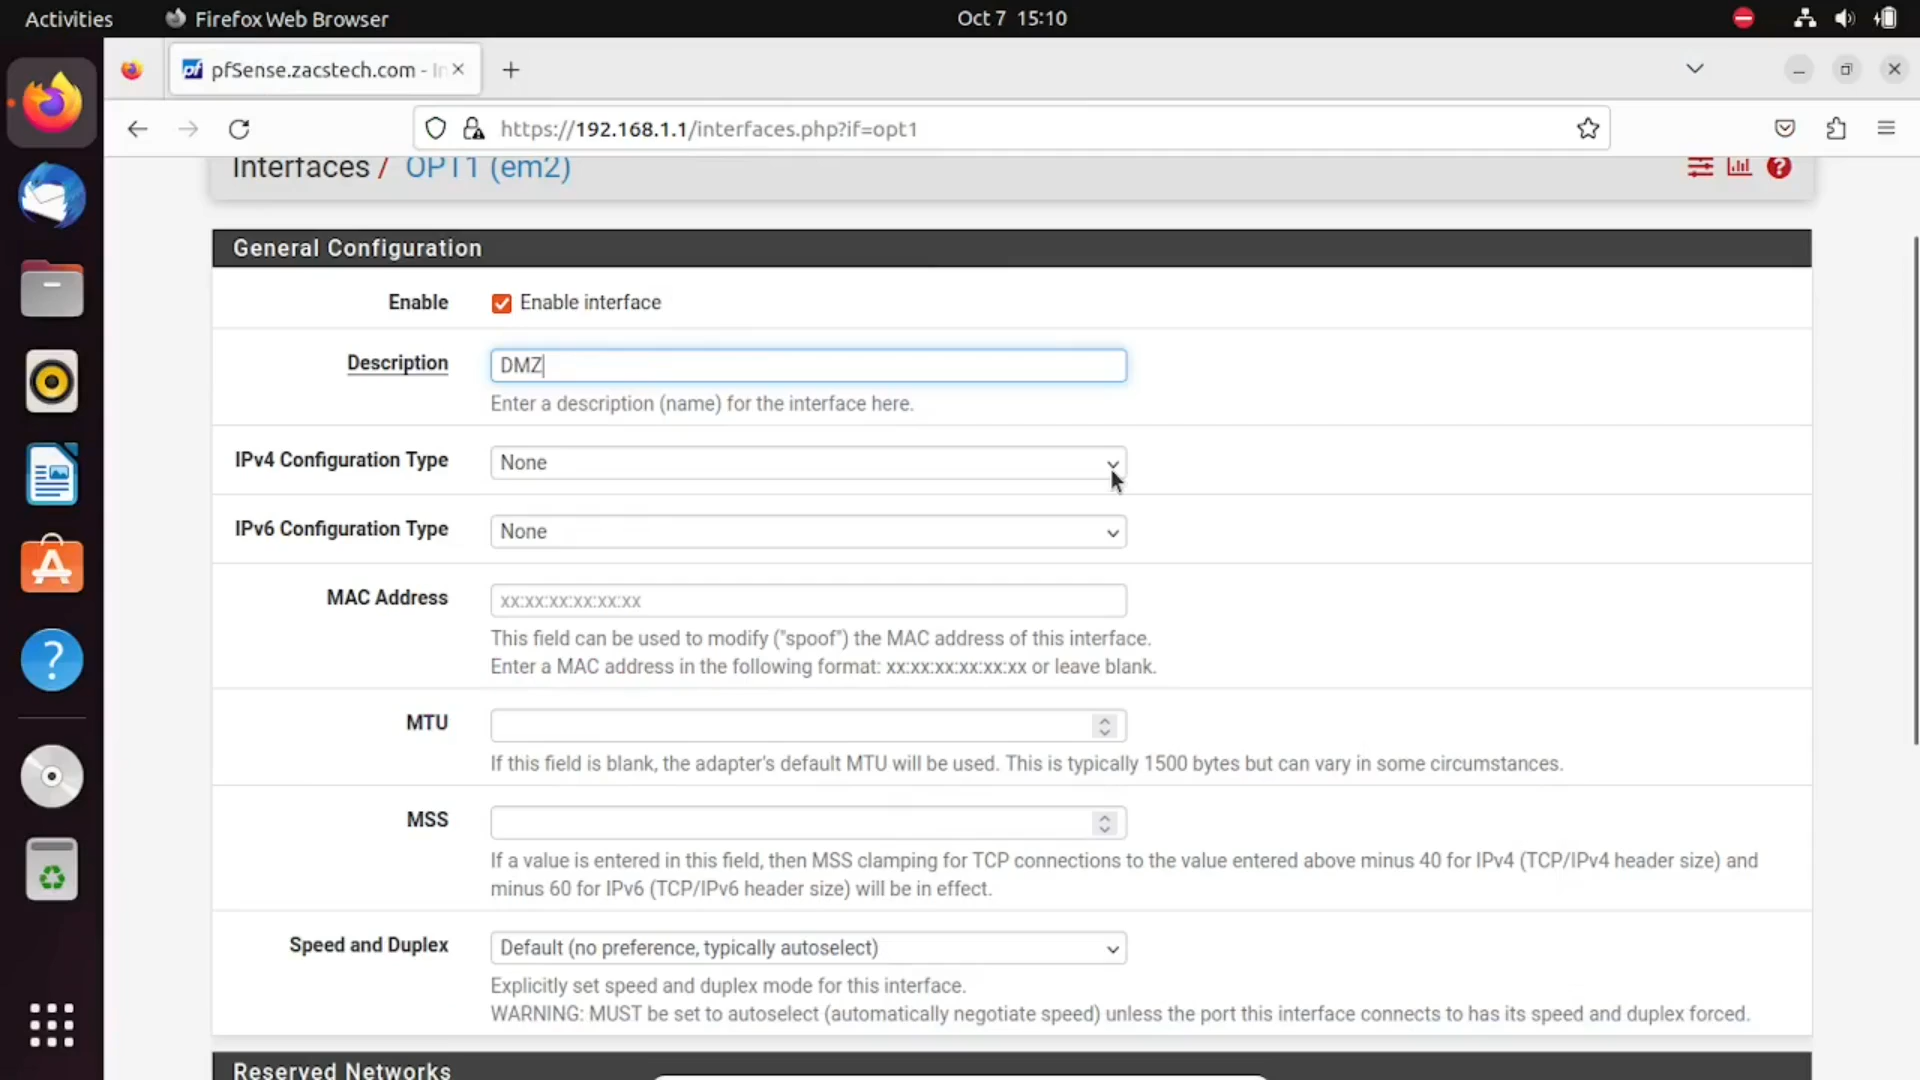 Activities
Firefox Web Browser
Oct 7 15:10
pfSense.zacstech.com - In
https://192.168.1.1/interfaces.php?if=opt1
Interfaces / OPT1 (em2)
General Configuration
Enable
Enable interface
Description
DMZ
Enter a description (name) for the interface here.
IPv4 Configuration Type
None
IPv6 Configuration Type
None
MAC Address
xx:xx:xx:xx:xx:xx
This field can be used to modify ("spoof") the MAC address of this interface.
Enter a MAC address in the following format: xx:xx:xx:xx:xx:xx or leave blank.
MTU
If this field is blank, the adapter's default MTU will be used. This is typically 1500 bytes but can vary in some circumstances.
MSS
If a value is entered in this field, then MSS clamping for TCP connections to the value entered above minus 40 for IPv4 (TCP/IPv4 header size) and
minus 60 for IPv6 (TCP/IPv6 header size) will be in effect.
Speed and Duplex
Default (no preference, typically autoselect)
Explicitly set speed and duplex mode for this interface.
WARNING: MUST be set to autoselect (automatically negotiate speed) unless the port this interface connects to has its speed and duplex forced.
Reserved Networks